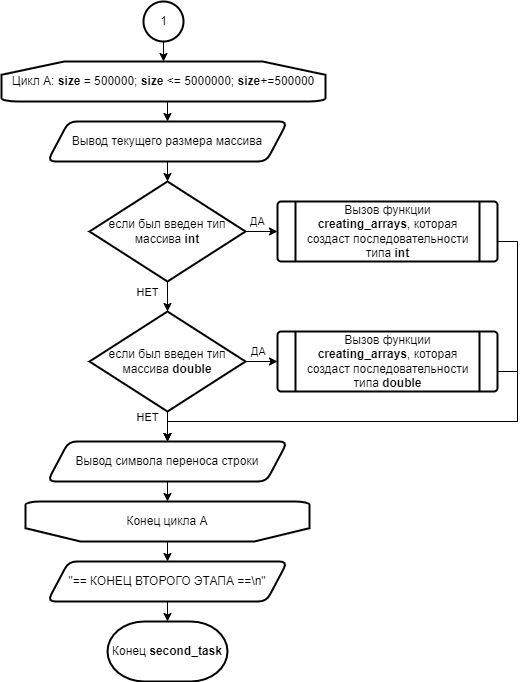 1
Цикл А: size = 500000; size <= 5000000; size+=500000
Вывод текущего размера массива
если был введен тип
массива int
ДА
Вызов функции
creating_arrays, которая
создаст последовательности
типа int
НЕТ
если был введен тип
массива double
ДА
Вызов функции
creating_arrays, которая
создаст последовательности
типа double
НЕТ
Вывод символа переноса строки
Конец цикла А
"== КОНЕЦ ВТОРОГО ЭТАПА ==\n"
Конец second_task